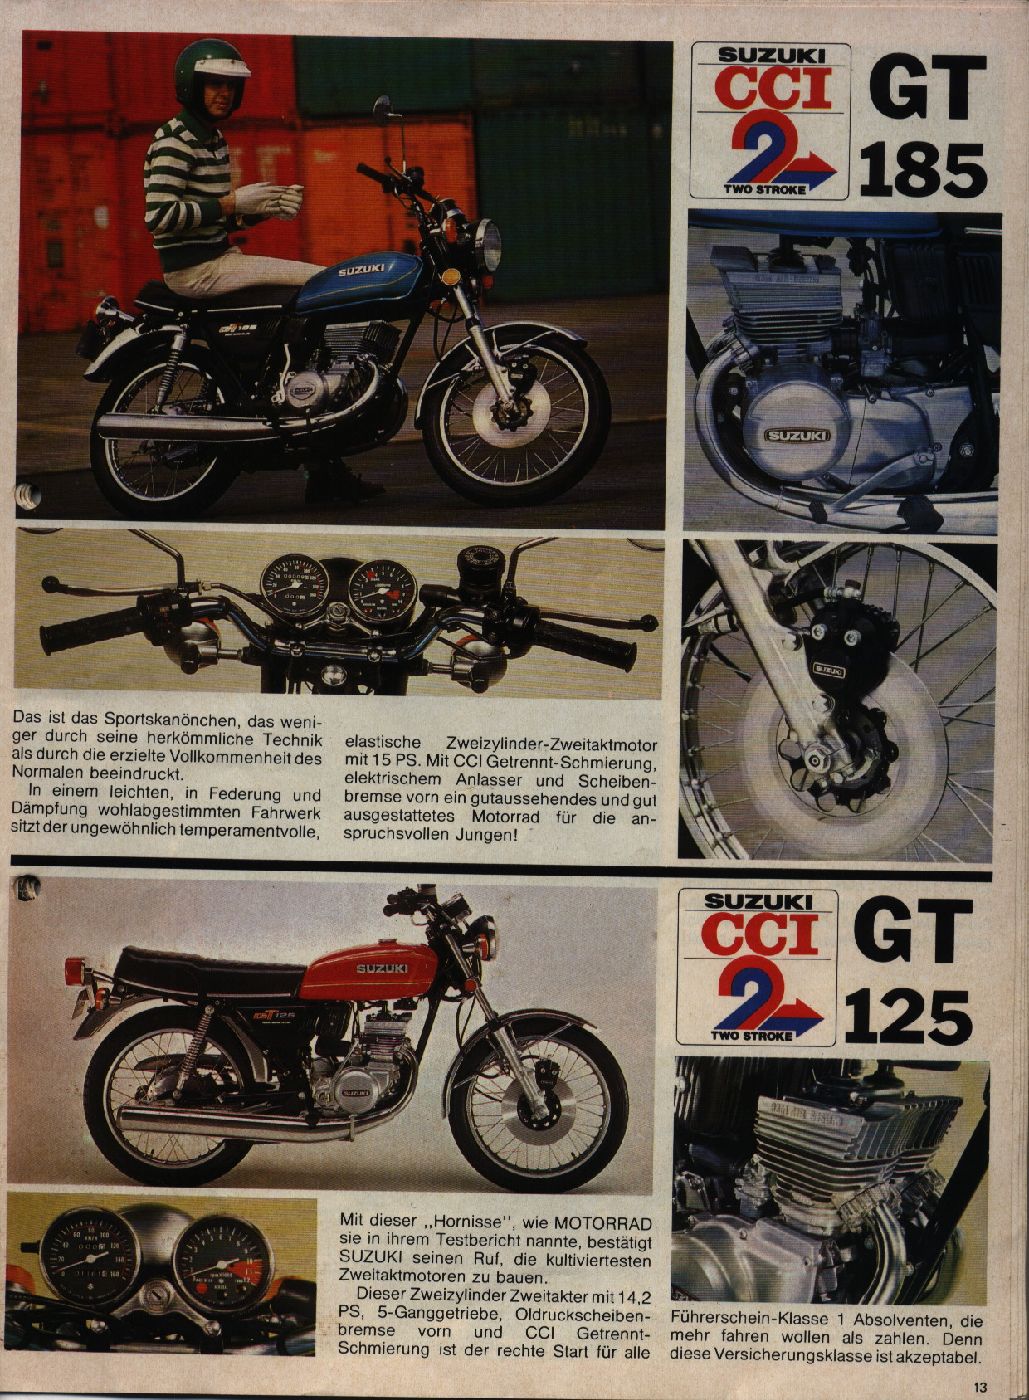 SUZUKI
CCI
2
TWO STROKE
GT
185
SUZUKI
SUZUKI
SUZUKI
SUZUKI
Das ist das Sportskanönchen, das weni-
ger durch seine herkömmliche Technik
als durch die erzielte Vollkommenheit des
Normalen beeindruckt.
In einem leichten, in Federung und
Dämpfung wohlabgestimmten Fahrwerk
sitzt der ungewöhnlich temperamentvolle,
elastische Zweizylinder-Zweitaktmotor
mit 15 PS. Mit CCI Getrennt-Schmierung,
elektrischem Anlasser und Scheiben-
bremse vorn ein gutaussehendes und gut
ausgestattetes Motorrad für die an-
spruchsvollen Jungen!
SUZUKI
CCI
2
TWO STROKE
GT
125
SUZUKI
GT 125
SUZUKI
Mit dieser „Hornisse", wie MOTORRAD
sie in ihrem Testbericht nannte, bestätigt
SUZUKI seinen Ruf, die kultiviertesten
Zweitaktmotoren zu bauen.
Dieser Zweizylinder Zweitakter mit 14,2
PS, 5-Ganggetriebe, Öldruckscheiben-
bremse vorn und CCI Getrennt-
Schmierung ist der rechte Start für alle
Führerschein-Klasse 1 Absolventen, die
mehr fahren wollen als zahlen. Denn
diese Versicherungsklasse ist akzeptabel.
13